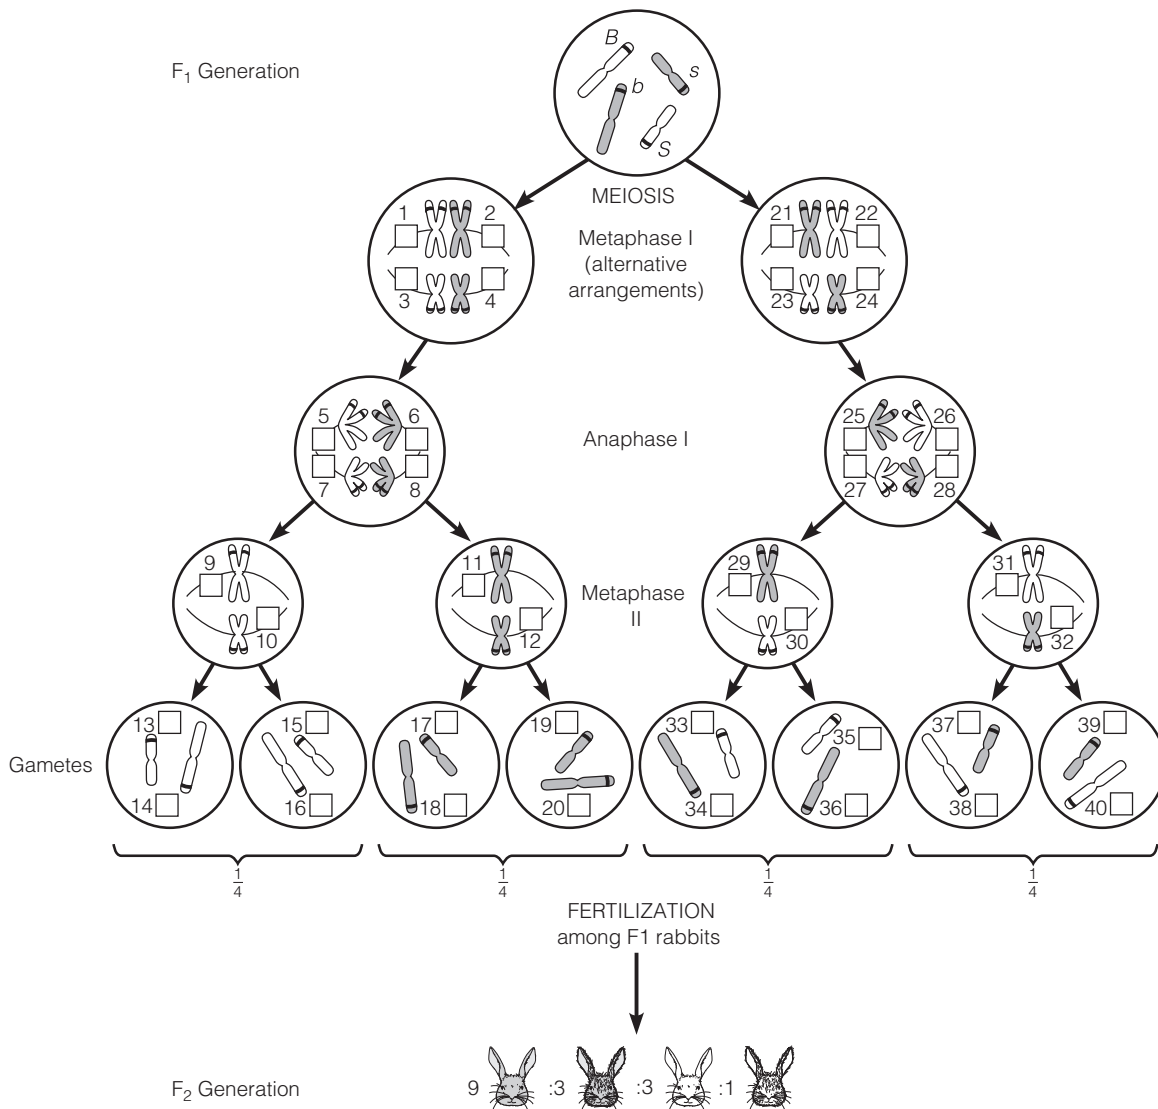 B
F1 Generation
s
b
S
MEIOSIS
1 2 21 22
Metaphase I
(alternative
arrangements)
3 4 23 24
5 6 25 26
Anaphase I
7 8 27 28
9 11 29 31
Metaphase
II
10 12 30 32
13 15 17 19 33 35 37 39
Gametes
14 16 18 20 34 36 38 40
1/4 1/4 1/4 1/4
FERTILIZATION
among F1 rabbits
F2 Generation 9 :3 :3 :1